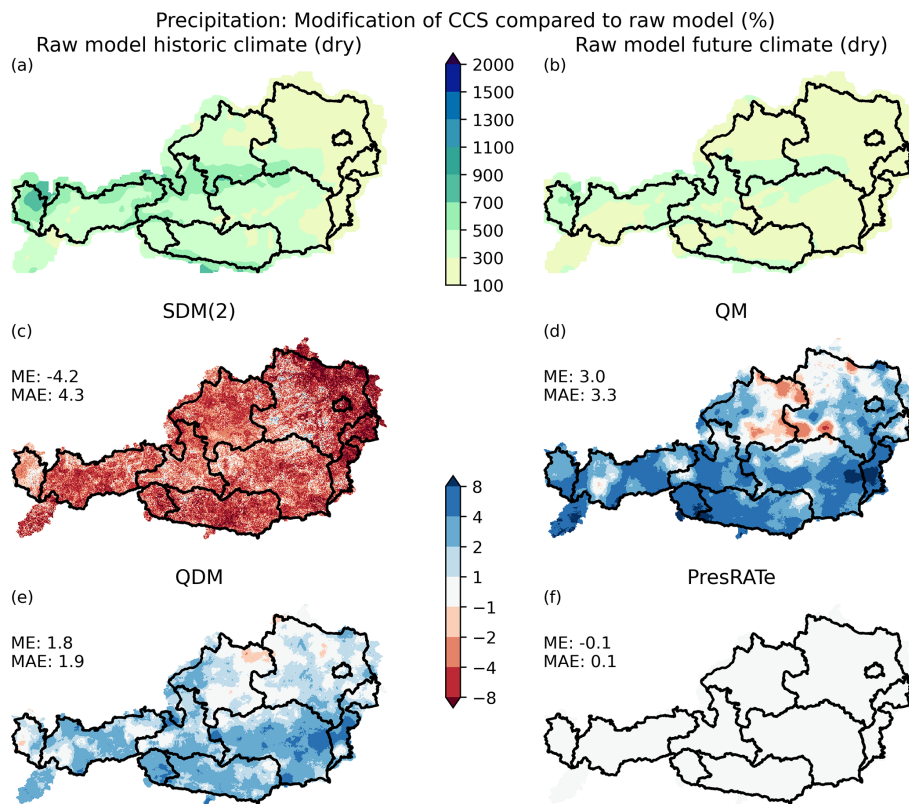 Precipitation: Modification of CCS compared to raw model (%)
Raw model historic climate (dry)
Raw model future climate (dry)
(a)
(b)
2000
1500
1300
1100
900
700
500
300
100
SDM(2)
QM
(c)
(d)
ME: -4.2
MAE: 4.3
ME: 3.0
MAE: 3.3
8
4
2
1
−1
−2
−4
−8
QDM
PresRATe
(e)
(f)
ME: 1.8
MAE: 1.9
ME: -0.1
MAE: 0.1